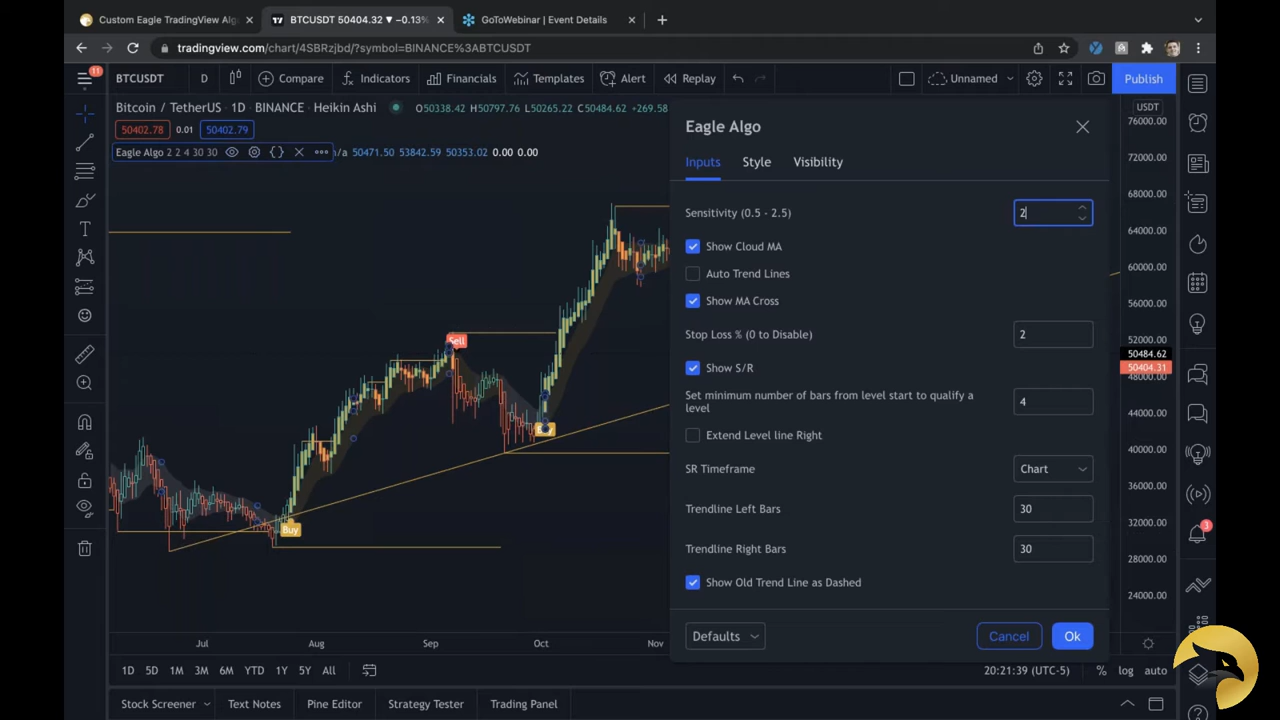 Custom Eagle TradingView Algo
BTCUSDT 50404.32 ▼ −0.13%
GoToWebinar | Event Details
tradingview.com/chart/4SBRzjbd/?symbol=BINANCE%3ABTCUSDT
11
BTCUSDT D Compare Indicators Financials Templates Alert Replay Unnamed Publish
Bitcoin / TetherUS · 1D · BINANCE · Heikin Ashi O50338.42 H50797.76 L50265.22 C50484.62 +269.58
50402.78 0.01 50402.79
Eagle Algo 2 2 4 30 30 n/a 50471.50 53842.59 50353.02 0.00 0.00
Sell
Buy
Buy
Eagle Algo
Inputs Style Visibility
Sensitivity (0.5 - 2.5) 2
Show Cloud MA
Auto Trend Lines
Show MA Cross
Stop Loss % (0 to Disable) 2
Show S/R
Set minimum number of bars from level start to qualify a
level 4
Extend Level line Right
SR Timeframe Chart
Trendline Left Bars 30
Trendline Right Bars 30
Show Old Trend Line as Dashed
Defaults Cancel Ok
USDT
76000.00
72000.00
68000.00
64000.00
60000.00
56000.00
52000.00
50484.62
50404.31
48000.00
44000.00
40000.00
36000.00
32000.00
28000.00
24000.00
3
Jul Aug Sep Oct Nov
1D 5D 1M 3M 6M YTD 1Y 5Y All 20:21:39 (UTC-5) % log auto
Stock Screener Text Notes Pine Editor Strategy Tester Trading Panel